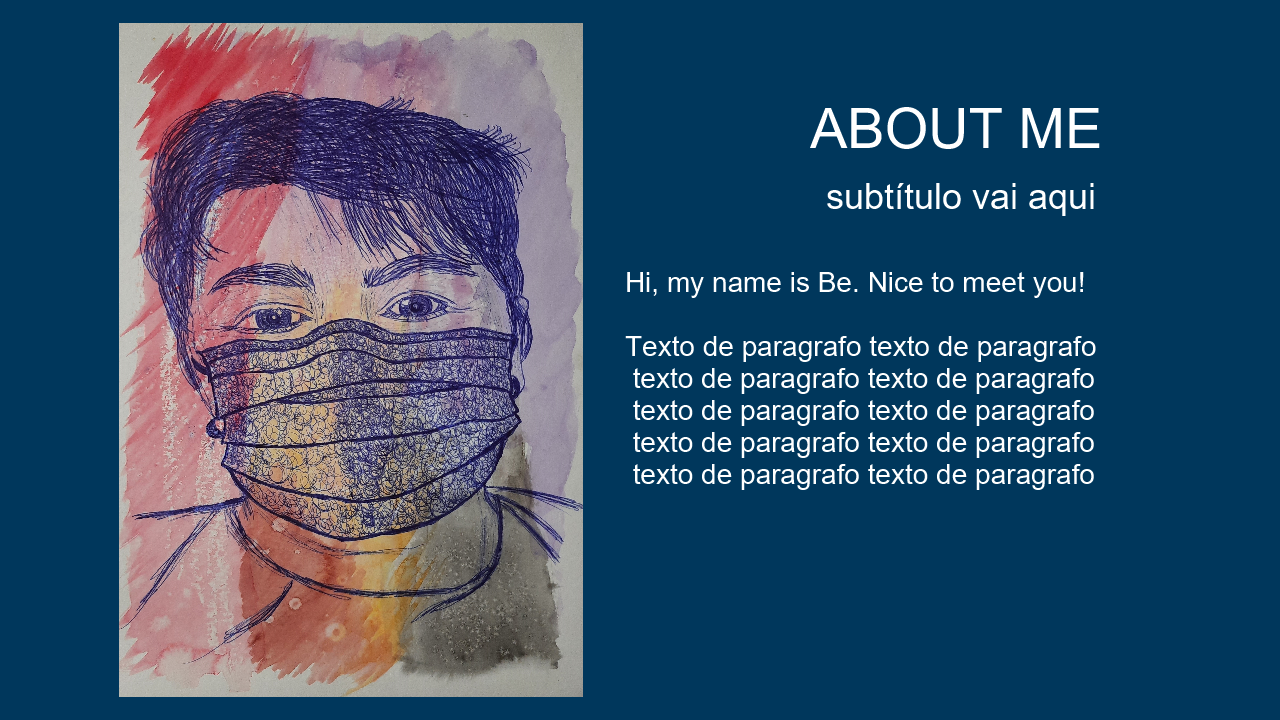 ABOUT ME
subtítulo vai aqui
Hi, my name is Be. Nice to meet you!
Texto de paragrafo texto de paragrafo
texto de paragrafo texto de paragrafo
texto de paragrafo texto de paragrafo
texto de paragrafo texto de paragrafo
texto de paragrafo texto de paragrafo